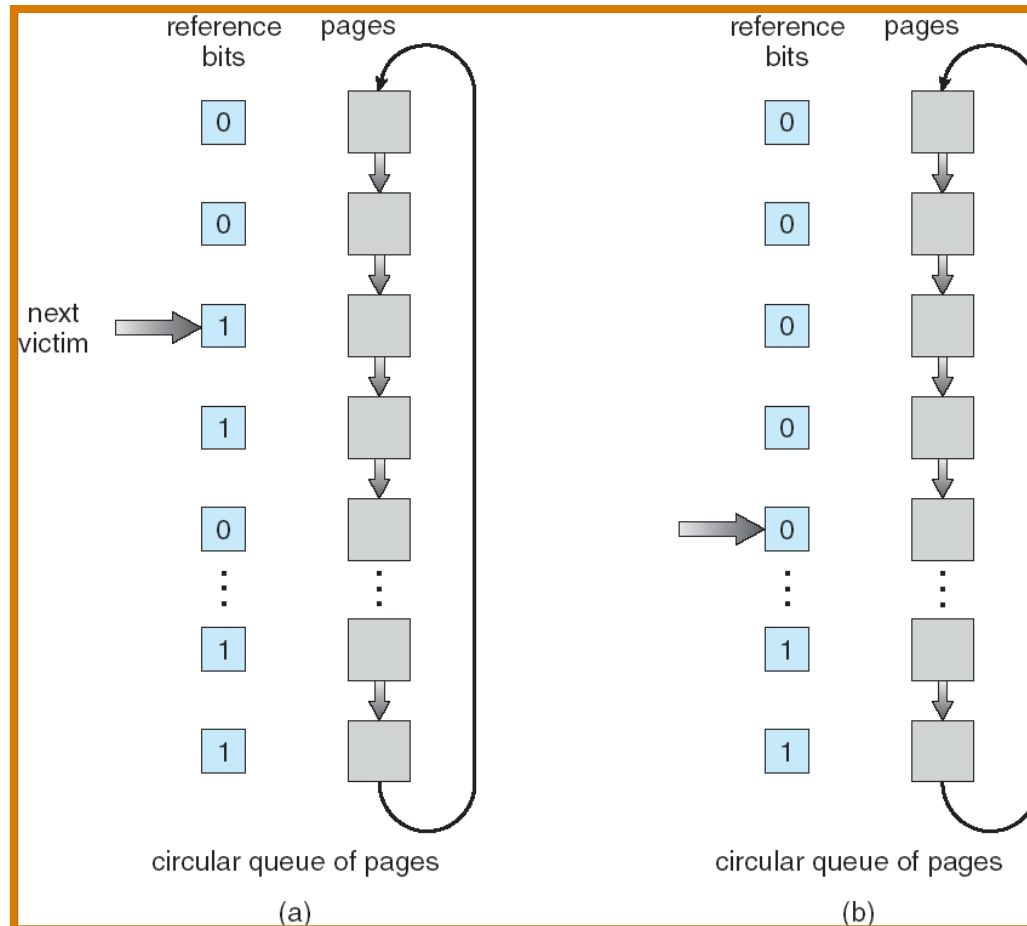 reference bits
pages
0
0
next victim
1
1
0
1
1
circular queue of pages
(a)
reference bits
pages
0
0
0
0
0
1
1
circular queue of pages
(b)